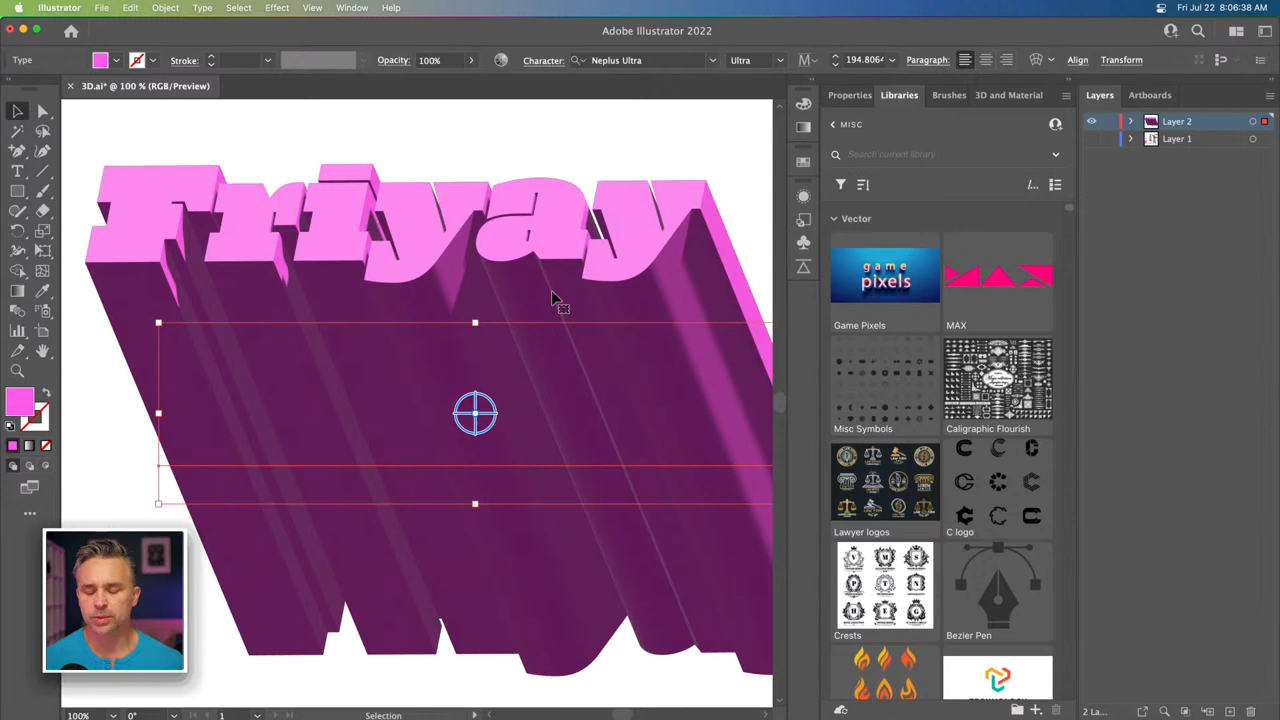 Illustrator File Edit Object Type Select Effect View Window Help Fri Jul 22 8:06:38 AM
Adobe Illustrator 2022
Type Stroke: Opacity: 100% Character: Neplus Ultra Ultra 194.8064 Paragraph: Align Transform
3D.ai* @ 100 % (RGB/Preview)
Properties Libraries Brushes 3D and Material Layers Artboards
MISC
Layer 2
Layer 1
Search current library
Vector
Friyay
game
pixels
Game Pixels MAX
Misc Symbols Caligraphic Flourish
Lawyer logos C logo
Crests Bezier Pen
100% 0° 1 Selection 2 La...